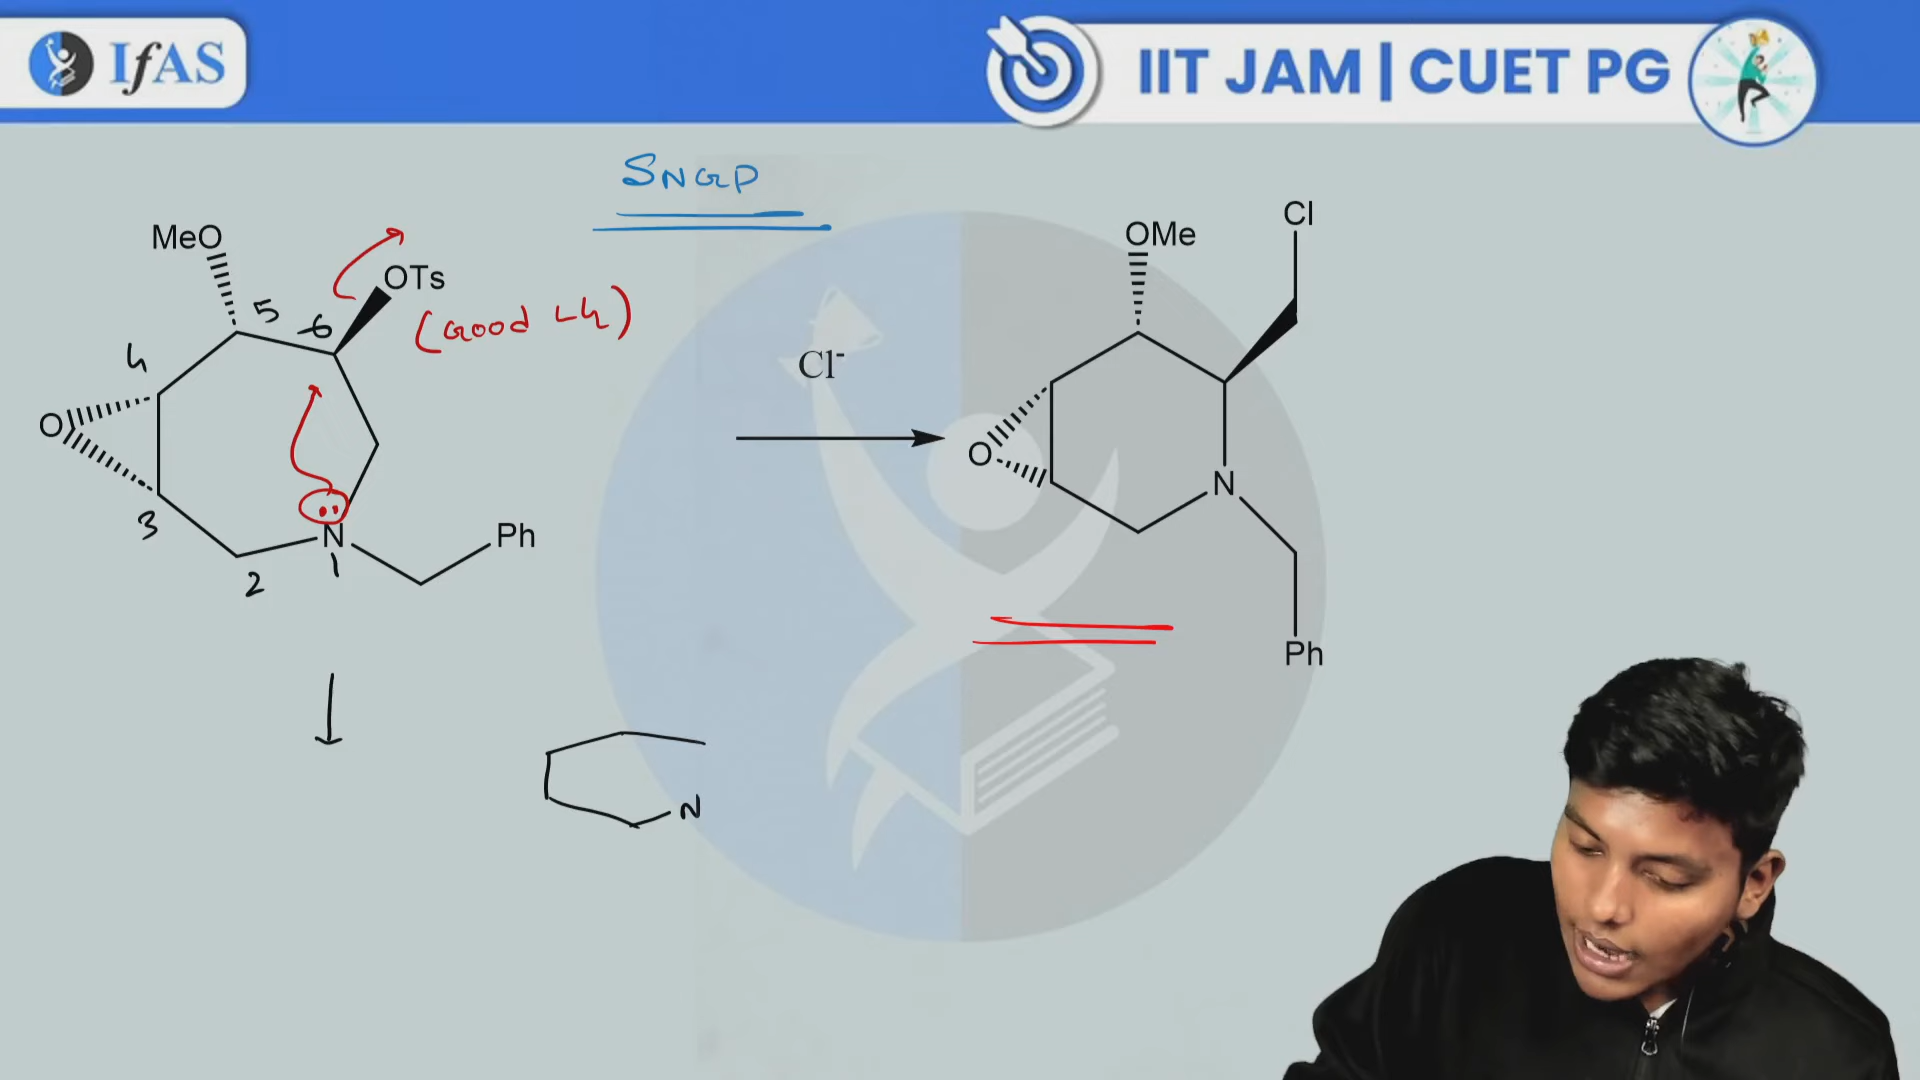 IfAS
IIT JAM | CUET PG
SNGP
MeO
OTs
(Good LG)
5
6
4
O
3
N
1
2
Ph
Cl-
OMe
Cl
O
N
Ph
N